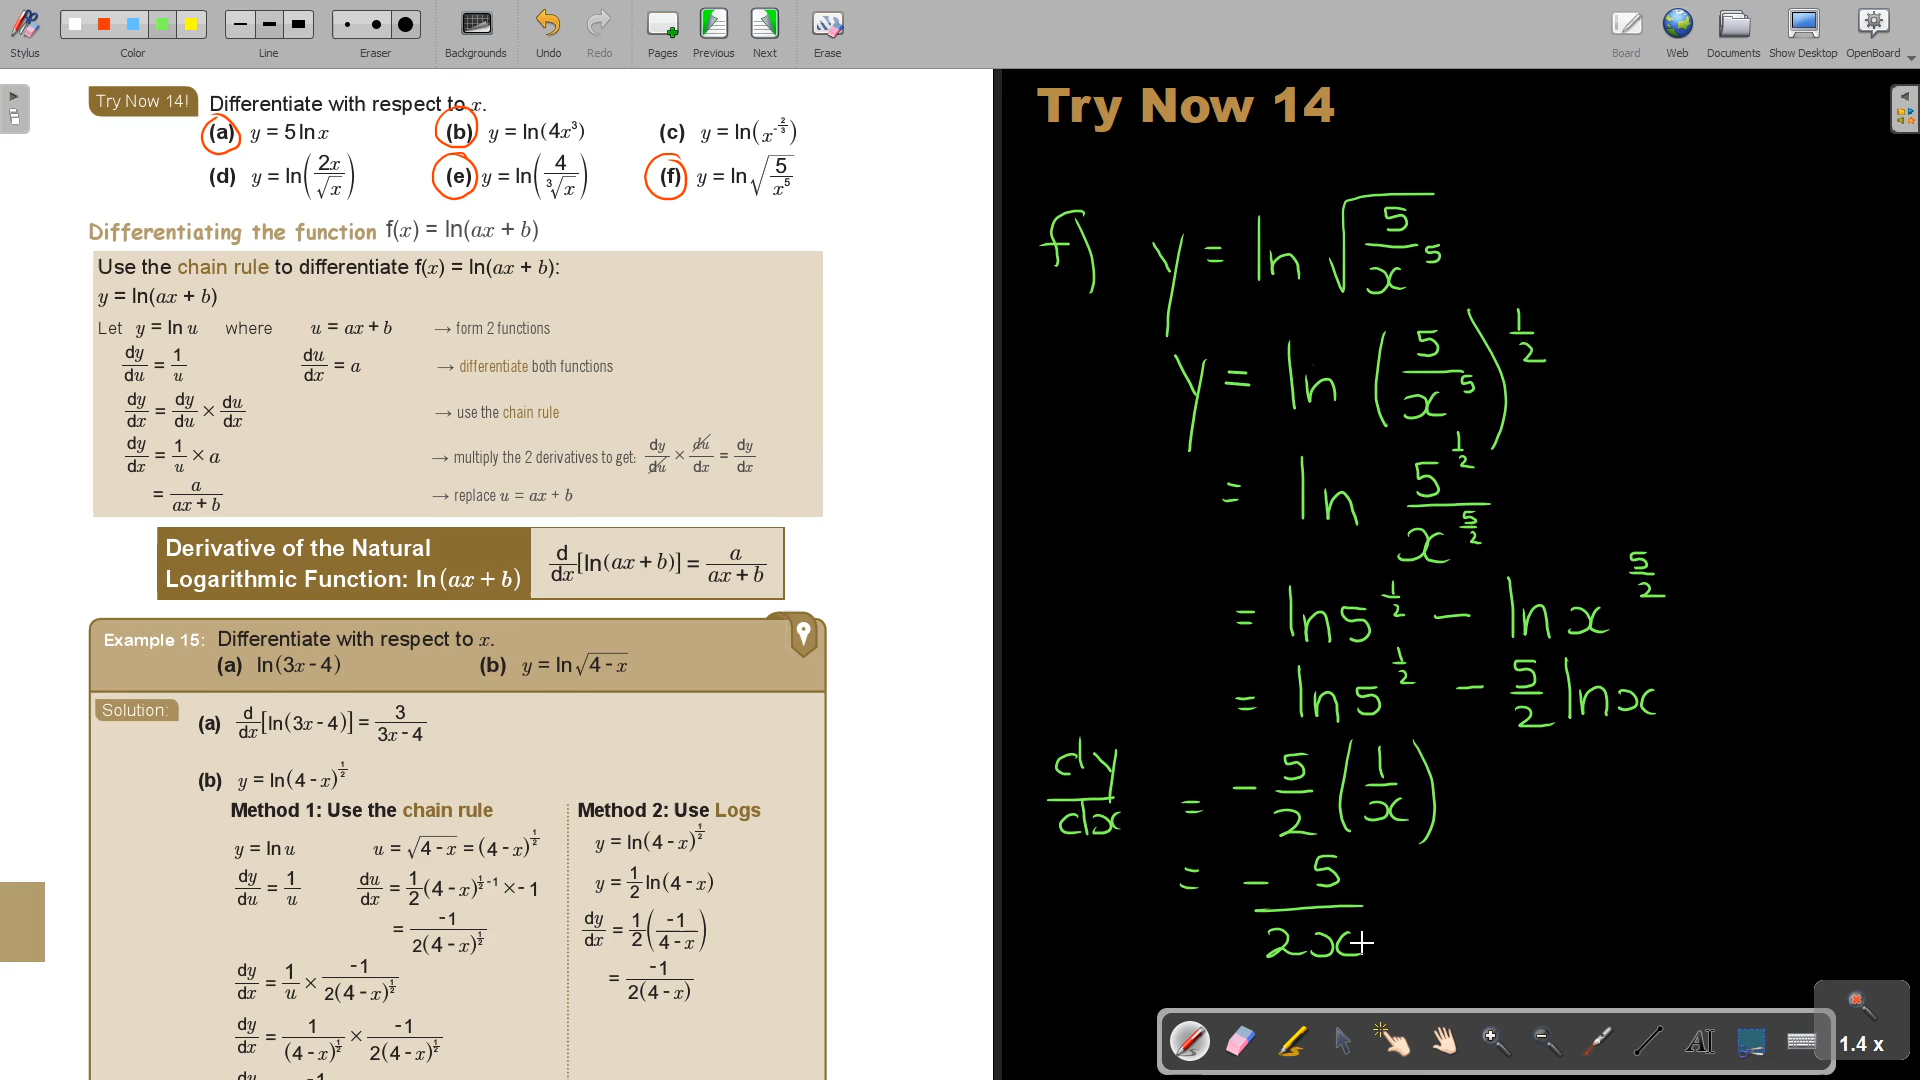 Stylus Color Line Eraser Backgrounds Undo Redo Pages Previous Next Erase Board Web Documents Show Desktop OpenBoard
Try Now 14! Differentiate with respect to x.
(a) y = 5 ln x (b) y = ln(4x³) (c) y = ln(x^(-2/3))
(d) y = ln(2x/√x) (e) y = ln(4/∛x) (f) y = ln√(5/x⁵)
Differentiating the function f(x) = ln(ax + b)
Use the chain rule to differentiate f(x) = ln(ax + b):
y = ln(ax + b)
Let y = ln u where u = ax + b → form 2 functions
dy/du = 1/u du/dx = a → differentiate both functions
dy/dx = dy/du × du/dx → use the chain rule
dy/dx = 1/u × a → multiply the 2 derivatives to get: dy/du × du/dx = dy/dx
= a/(ax + b) → replace u = ax + b
Derivative of the Natural
Logarithmic Function: ln(ax + b)
d/dx[ln(ax + b)] = a/(ax + b)
Example 15: Differentiate with respect to x.
(a) ln(3x - 4) (b) y = ln√(4 - x)
Solution:
(a) d/dx[ln(3x - 4)] = 3/(3x - 4)
(b) y = ln(4 - x)^(1/2)
Method 1: Use the chain rule
y = ln u u = √(4 - x) = (4 - x)^(1/2)
dy/du = 1/u du/dx = 1/2(4 - x)^(1/2 - 1) × -1
= -1/(2(4 - x)^(1/2))
dy/dx = 1/u × -1/(2(4 - x)^(1/2))
dy/dx = 1/(4 - x)^(1/2) × -1/(2(4 - x)^(1/2))
dy -1
Method 2: Use Logs
y = ln(4 - x)^(1/2)
y = 1/2 ln(4 - x)
dy/dx = 1/2(-1/(4 - x))
= -1/(2(4 - x))
Try Now 14
f) y = ln √(5/x⁵)
y = ln (5/x⁵)^(1/2)
= ln 5^(1/2)/x^(5/2)
= ln 5^(1/2) - ln x^(5/2)
= ln 5^(1/2) - 5/2 ln x
dy/dx = - 5/2 (1/x)
= - 5/2x
1.4 x